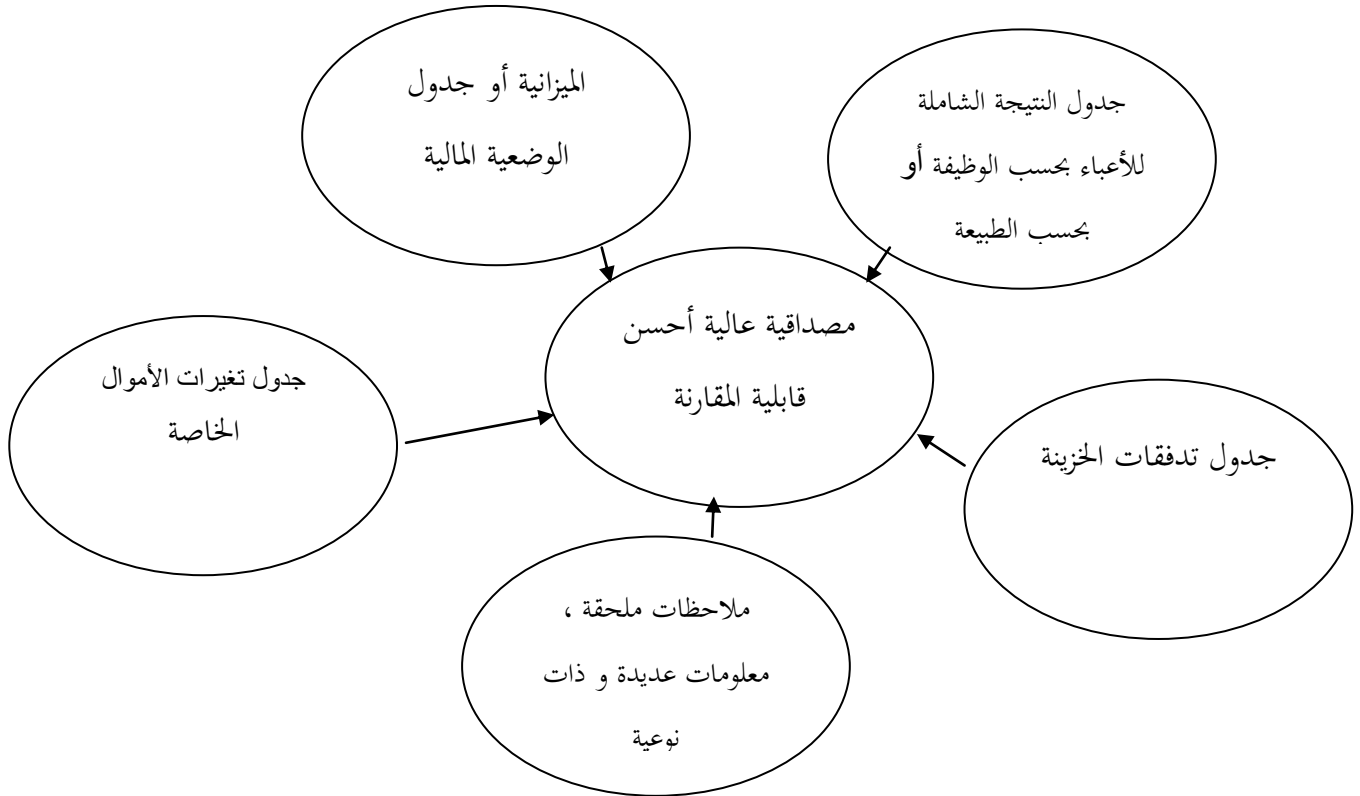 الميزانية أو جدول
الوضعية المالية
جدول النتيجة الشاملة
للأعباء بحسب الوظيفة أو
بحسب الطبيعة
مصداقية عالية أحسن
قابلية المقارنة
جدول تغيرات الأموال
الخاصة
جدول تدفقات الخزينة
ملاحظات ملحقة ،
معلومات عديدة و ذات
نوعية